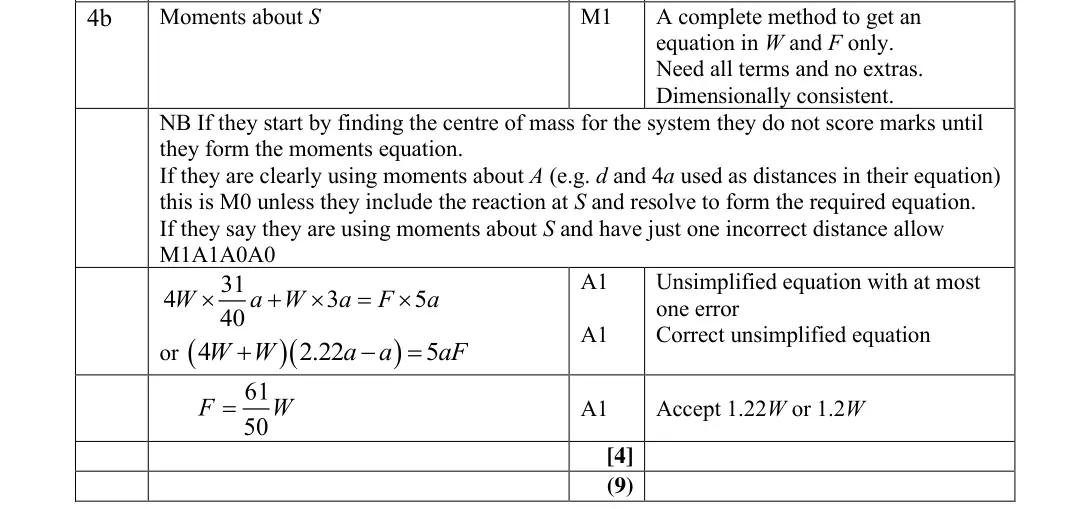 4b Moments about S M1 A complete method to get an
equation in W and F only.
Need all terms and no extras.
Dimensionally consistent.
NB If they start by finding the centre of mass for the system they do not score marks until
they form the moments equation.
If they are clearly using moments about A (e.g. d and 4a used as distances in their equation)
this is M0 unless they include the reaction at S and resolve to form the required equation.
If they say they are using moments about S and have just one incorrect distance allow
M1A1A0A0
4W × 31/40 a + W × 3a = F × 5a A1 Unsimplified equation with at most
one error
or (4W + W)(2.22a − a) = 5aF A1 Correct unsimplified equation
F = 61/50 W A1 Accept 1.22W or 1.2W
[4]
(9)